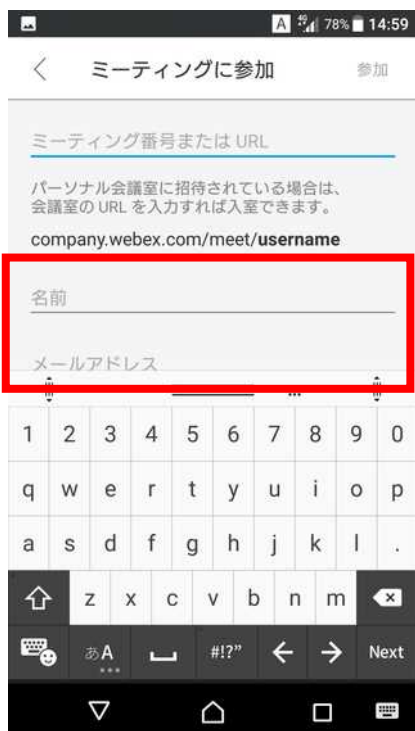 A 4G 78% 14:59
ミーティングに参加 参加
ミーティング番号または URL
パーソナル会議室に招待されている場合は、
会議室の URL を入力すれば入室できます。
company.webex.com/meet/username
名前
メールアドレス
1 2 3 4 5 6 7 8 9 0
q w e r t y u i o p
a s d f g h j k l .
z x c v b n m
あA #!?" Next